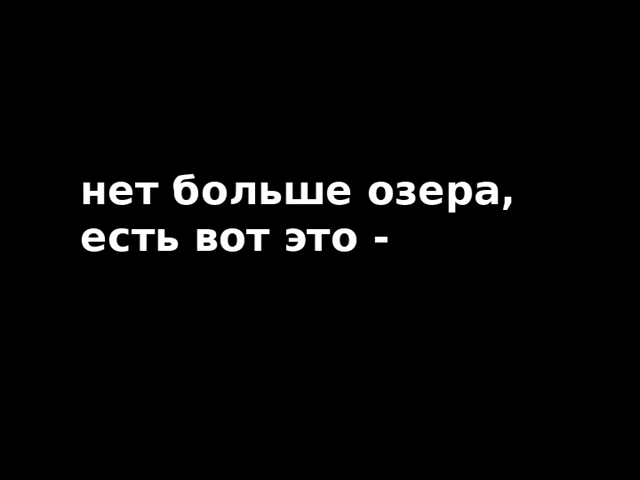 нет больше озера,
есть вот это -